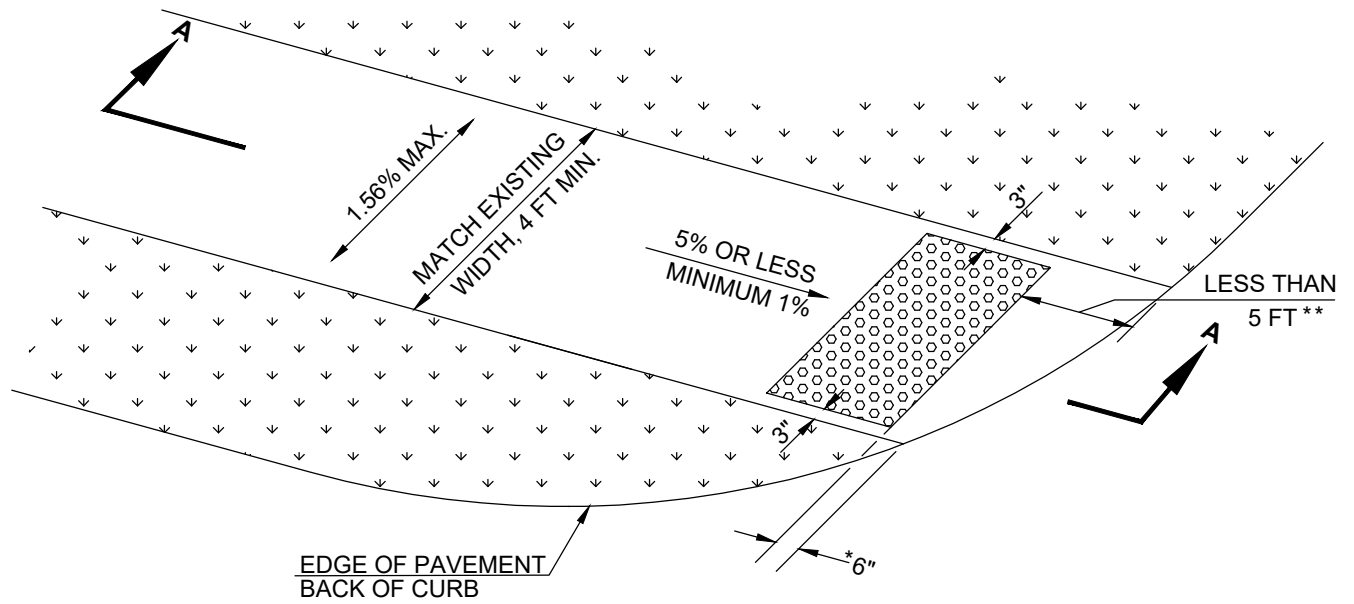 A
1.56% MAX.
MATCH EXISTING
WIDTH, 4 FT MIN.
5% OR LESS
MINIMUM 1%
3"
LESS THAN
5 FT **
A
3"
*6"
EDGE OF PAVEMENT
BACK OF CURB